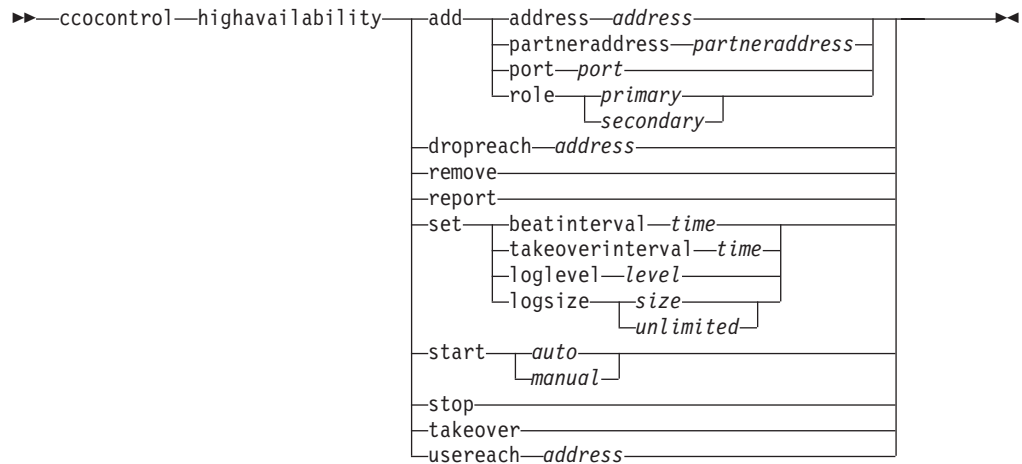 ccocontrol highavailability add address address
partneraddress partneraddress
port port
role primary
secondary
dropreach address
remove
report
set beatinterval time
takeoverinterval time
loglevel level
logsize size
unlimited
start auto
manual
stop
takeover
usereach address